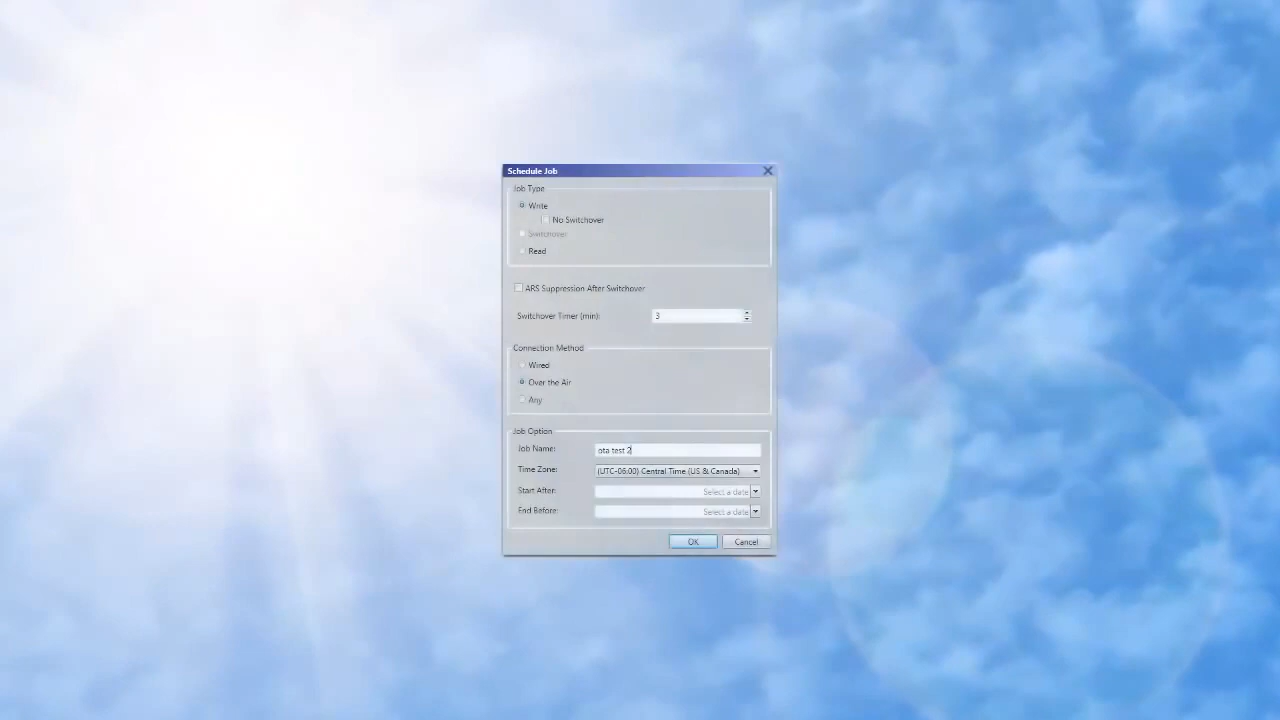 Schedule Job
Job Type
Write
No Switchover
Switchover
Read
ARS Suppression After Switchover
Switchover Timer (min):
3
Connection Method
Wired
Over the Air
Any
Job Option
Job Name:
ota test 2
Time Zone:
(UTC-06:00) Central Time (US & Canada)
Start After:
Select a date
End Before:
Select a date
OK
Cancel